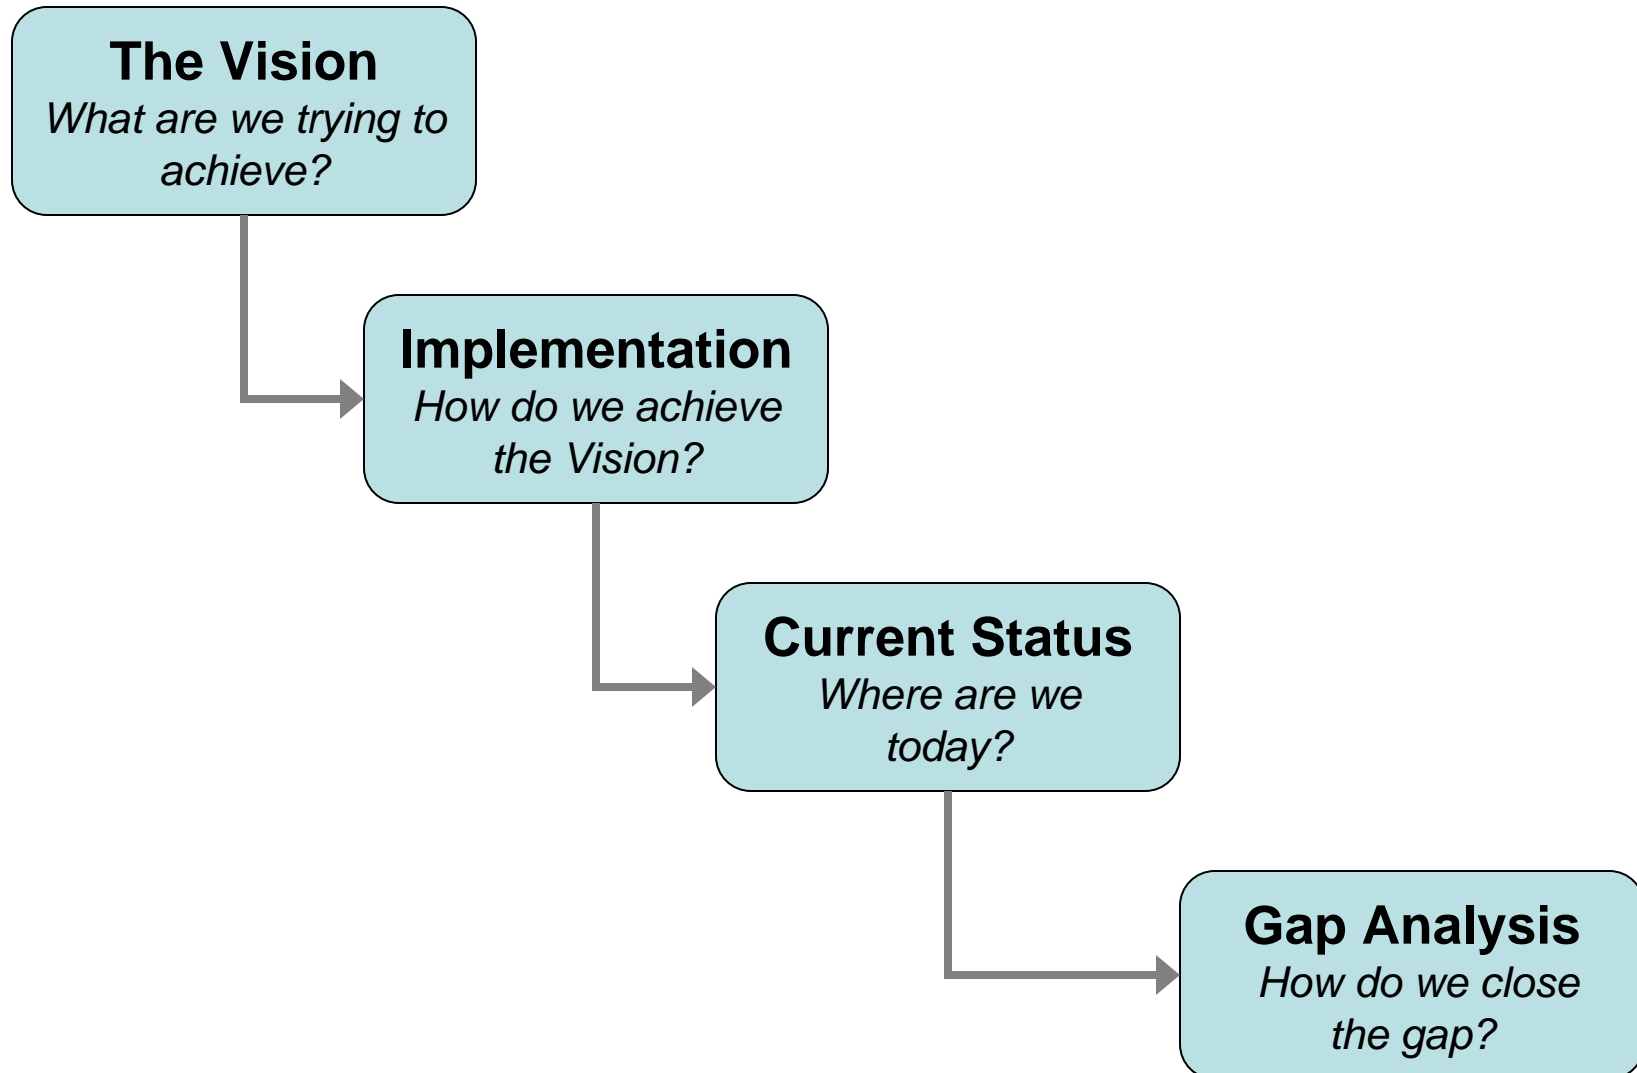 The Vision
What are we trying to
achieve?
Implementation
How do we achieve
the Vision?
Current Status
Where are we
today?
Gap Analysis
How do we close
the gap?